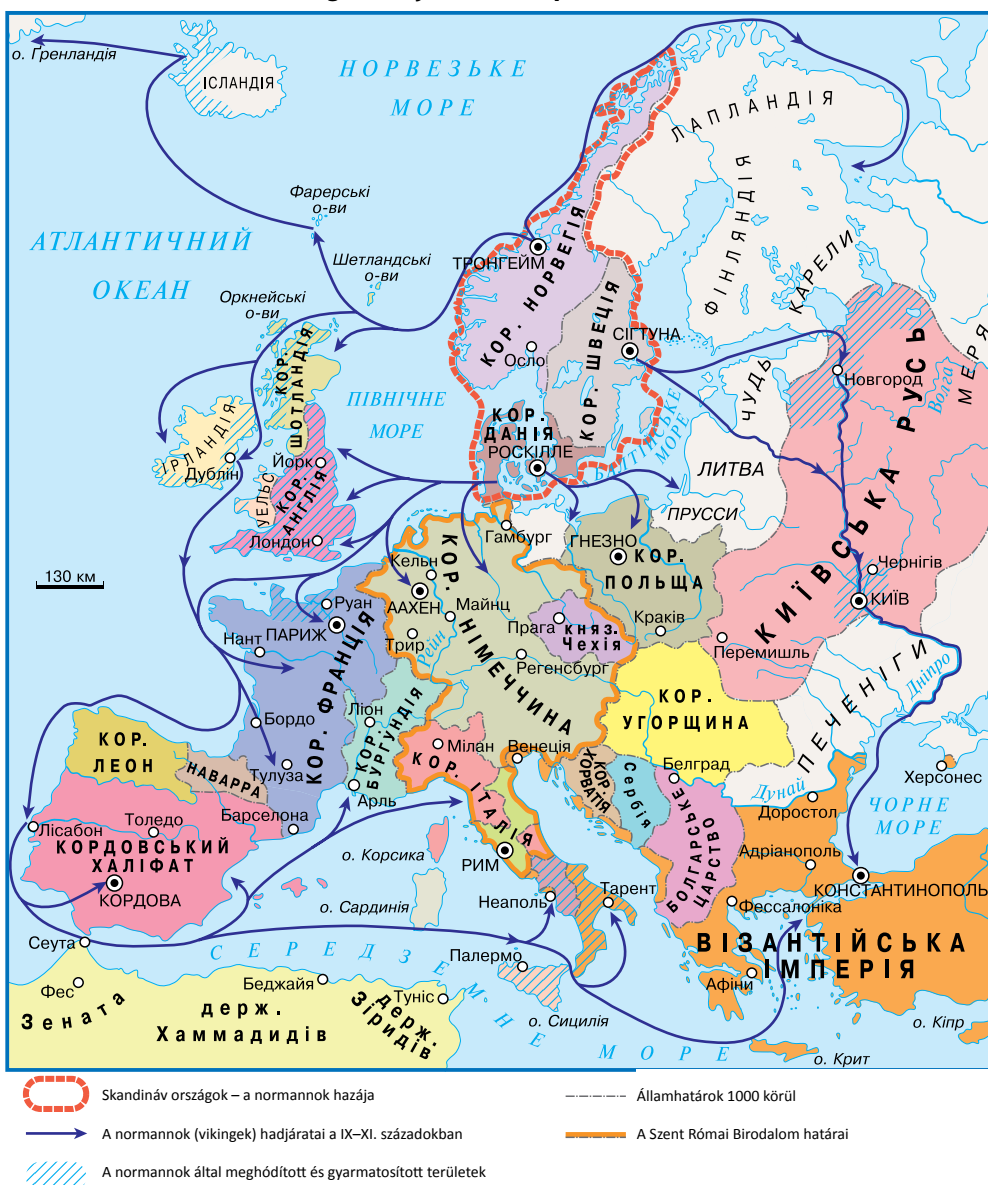 о. Ґренландія
ІСЛАНДІЯ
НОРВЕЗЬКЕ
МОРЕ
ЛАПЛАНДІЯ
Фарерські
о-ви
АТЛАНТИЧНИЙ
ОКЕАН
Шетландські
о-ви
Оркнейські
о-ви
ТРОНГЕЙМ
КОР. НОРВЕГІЯ
ФІНЛЯНДІЯ
КАРЕЛИ
КОР. ШВЕЦІЯ
СІГТУНА
Осло
КОР.
ШОТЛАНДІЯ
ПІВНІЧНЕ
МОРЕ
КОР.
ДАНІЯ
РОСКІЛЛЕ
БАЛТІЙСЬКЕ
МОРЕ
ЧУДЬ
Новгород
Волга
МЕРЯ
КИЇВСЬКА РУСЬ
ІРЛАНДІЯ
Дублін
Йорк
УЕЛЬС
КОР.
АНГЛІЯ
Лондон
ЛИТВА
ПРУССИ
Гамбург
ГНЕЗНО
КОР.
ПОЛЬЩА
Чернігів
КИЇВ
130 км
Кельн
ААХЕН
Майнц
КОР. НІМЕЧЧИНА
Трир
Рейн
Прага
КНЯЗ.
Чехія
Краків
Перемишль
Регенсбург
Руан
ПАРИЖ
Нант
КОР. ФРАНЦІЯ
ПЕЧЕНІГИ
Дніпро
КОР.
УГОРЩИНА
Ліон
КОР.
БУРГУНДІЯ
Бордо
Тулуза
Арль
Мілан
Венеція
КОР. ІТАЛІЯ
КОР.
ХОРВАТІЯ
Сербія
Белград
Дунай
Доростол
Херсонес
ЧОРНЕ
МОРЕ
КОР.
ЛЕОН
НАВАРРА
Барселона
Лісабон
Толедо
КОРДОВСЬКИЙ
ХАЛІФАТ
КОРДОВА
о. Корсика
РИМ
о. Сардинія
Неаполь
Тарент
БОЛГАРСЬКЕ
ЦАРСТВО
Адріанополь
КОНСТАНТИНОПОЛЬ
Фессалоніка
ВІЗАНТІЙСЬКА
ІМПЕРІЯ
Афіни
Сеута
СЕРЕДЗЕМНЕ МОРЕ
Палермо
Фес
Зената
Беджайя
держ.
Хаммадидів
Туніс
держ.
Зіридів
о. Сицилія
о. Кіпр
о. Крит
Skandináv országok – a normannok hazája
A normannok (vikingek) hadjáratai a IX–XI. századokban
A normannok által meghódított és gyarmatosított területek
Államhatárok 1000 körül
A Szent Római Birodalom határai